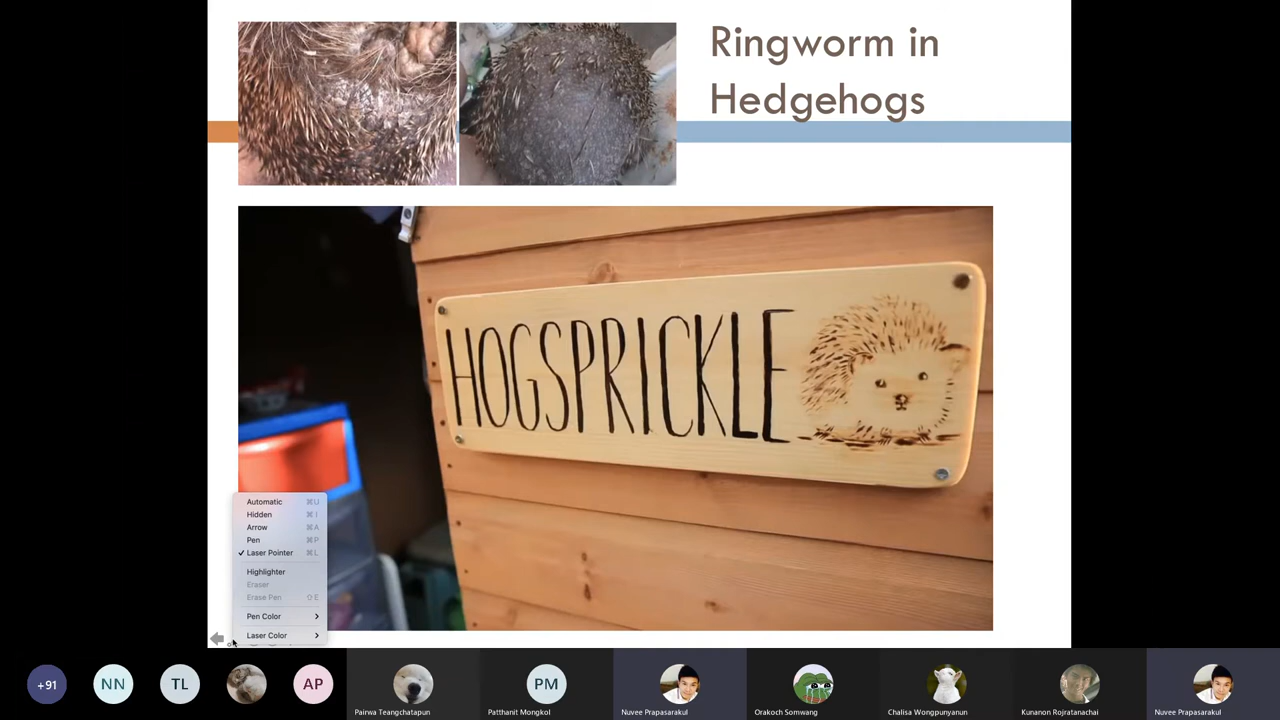 Ringworm in
Hedgehogs
HOGSPRICKLE
Automatic ⌘U
Hidden ⌘I
Arrow ⌘A
Pen ⌘P
✓ Laser Pointer ⌘L
Highlighter
Eraser
Erase Pen ⇧E
Pen Color >
Laser Color >
+91
NN
TL
AP
PM
Pairwa Teangchatapun
Patthanit Mongkol
Nuvee Prapasarakul
Orakoch Somwang
Chalisa Wongpunyanun
Kunanon Rojratanachai
Nuvee Prapasarakul